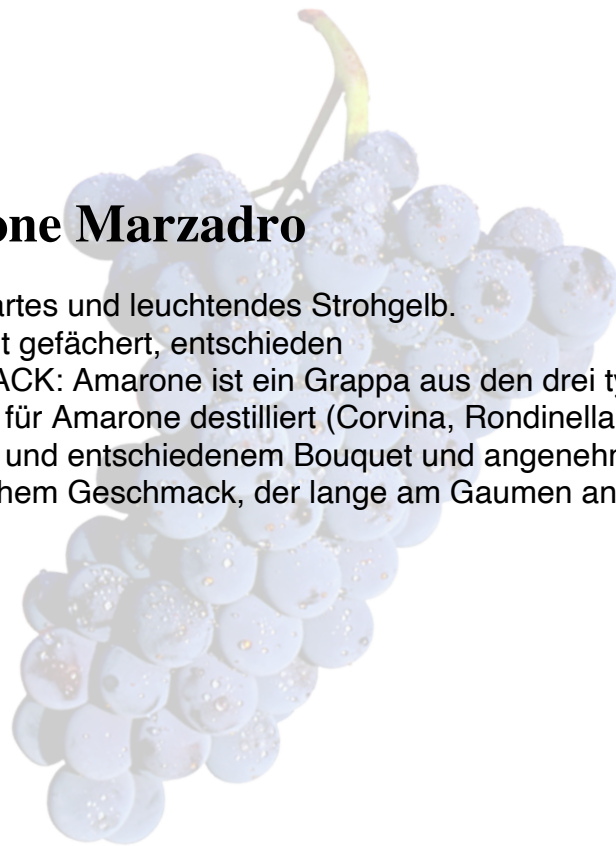 one Marzadro
artes und leuchtendes Strohgelb.
t gefächert, entschieden
ACK: Amarone ist ein Grappa aus den drei ty
für Amarone destilliert (Corvina, Rondinella
und entschiedenem Bouquet und angenehm
chem Geschmack, der lange am Gaumen an